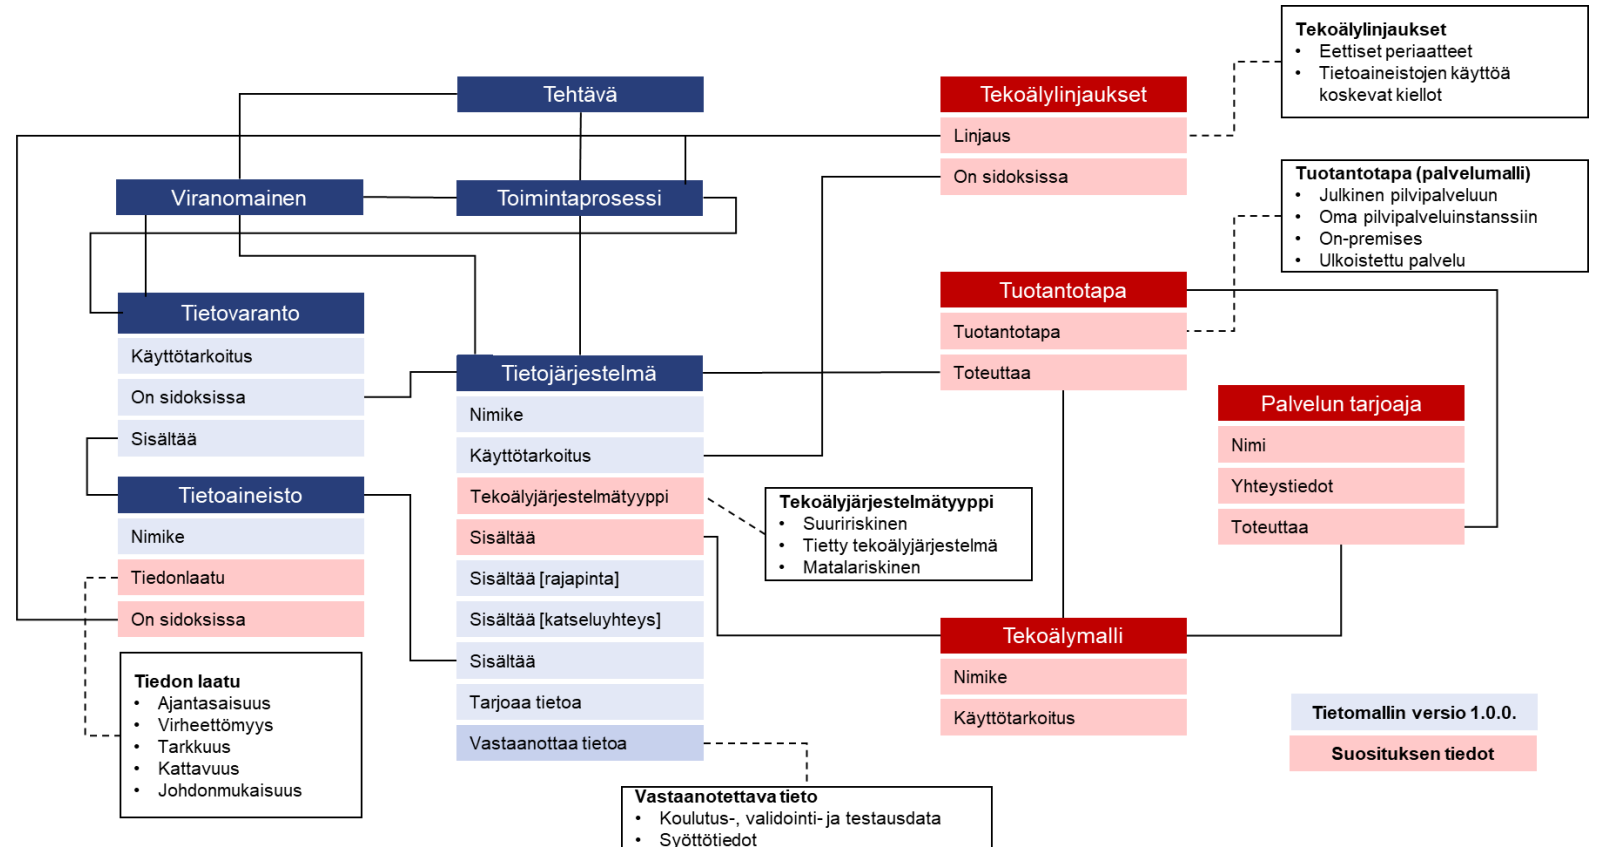 Tehtävä
Viranomainen
Toimintaprosessi
Tietovaranto
Käyttötarkoitus
On sidoksissa
Sisältää
Tietoaineisto
Nimike
Tiedonlaatu
On sidoksissa
Tiedon laatu
• Ajantasaisuus
• Virheettömyys
• Tarkkuus
• Kattavuus
• Johdonmukaisuus
Tietojärjestelmä
Nimike
Käyttötarkoitus
Tekoälyjärjestelmätyyppi
Sisältää
Sisältää [rajapinta]
Sisältää [katseluyhteys]
Sisältää
Tarjoaa tietoa
Vastaanottaa tietoa
Vastaanotettava tieto
• Koulutus-, validointi- ja testausdata
• Syöttötiedot
Tekoälyjärjestelmätyyppi
• Suuririskinen
• Tietty tekoälyjärjestelmä
• Matalariskinen
Tekoälylinjaukset
Linjaus
On sidoksissa
Tuotantotapa
Tuotantotapa
Toteuttaa
Tekoälymalli
Nimike
Käyttötarkoitus
Tekoälylinjaukset
• Eettiset periaatteet
• Tietoaineistojen käyttöä
koskevat kiellot
Tuotantotapa (palvelumalli)
• Julkinen pilvipalveluun
• Oma pilvipalveluinstanssiin
• On-premises
• Ulkoistettu palvelu
Palvelun tarjoaja
Nimi
Yhteystiedot
Toteuttaa
Tietomallin versio 1.0.0.
Suosituksen tiedot